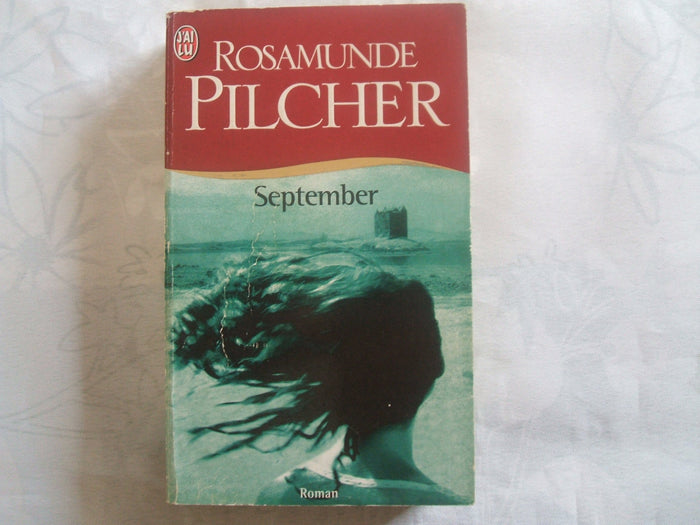 J'AI
LU
ROSAMUNDE
PILCHER
September
Roman